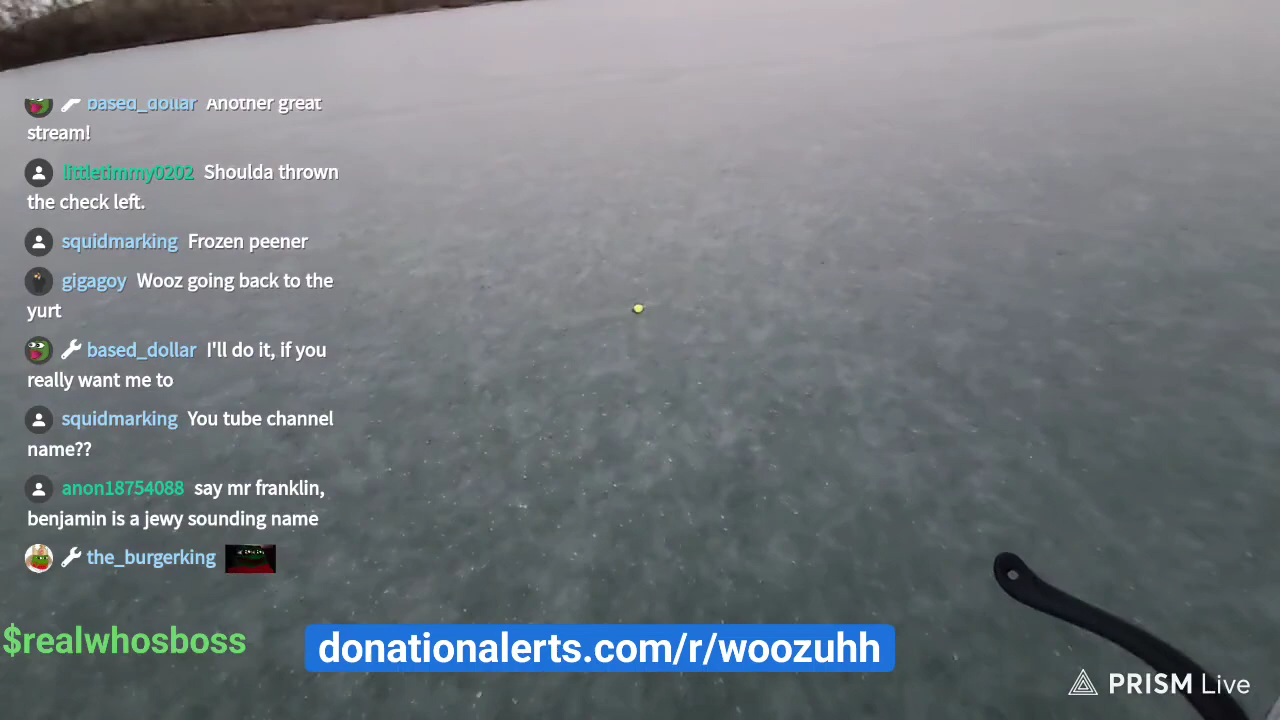 based_dollar Another great
stream!
littletimmy0202 Shoulda thrown
the check left.
squidmarking Frozen peener
gigagoy Wooz going back to the
yurt
based_dollar I'll do it, if you
really want me to
squidmarking You tube channel
name??
anon18754088 say mr franklin,
benjamin is a jewy sounding name
the_burgerking
$realwhosboss
donationalerts.com/r/woozuhh
PRISM Live